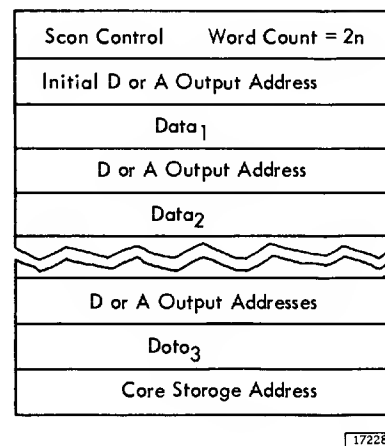 Scon Control Word Count = 2n
Initial D or A Output Address
Data1
D or A Output Address
Data2
D or A Output Addresses
Doto3
Core Storoge Address
17228